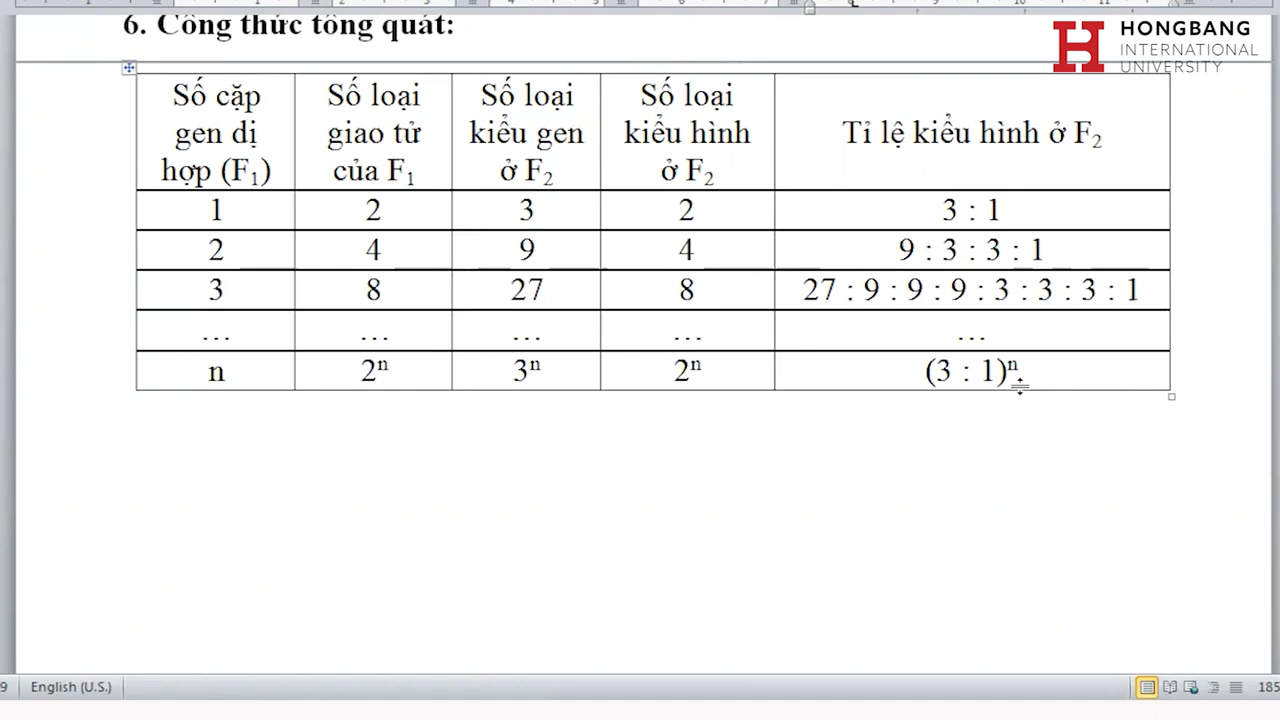 6. Công thức tổng quát:
HONGBANG
INTERNATIONAL
UNIVERSITY
Số cặp gen dị hợp (F₁) Số loại giao tử của F₁ Số loại kiểu gen ở F₂ Số loại kiểu hình ở F₂ Tỉ lệ kiểu hình ở F₂
1 2 3 2 3 : 1
2 4 9 4 9 : 3 : 3 : 1
3 8 27 8 27 : 9 : 9 : 9 : 3 : 3 : 3 : 1
… … … … …
n 2ⁿ 3ⁿ 2ⁿ (3 : 1)ⁿ
9 English (U.S.) 185